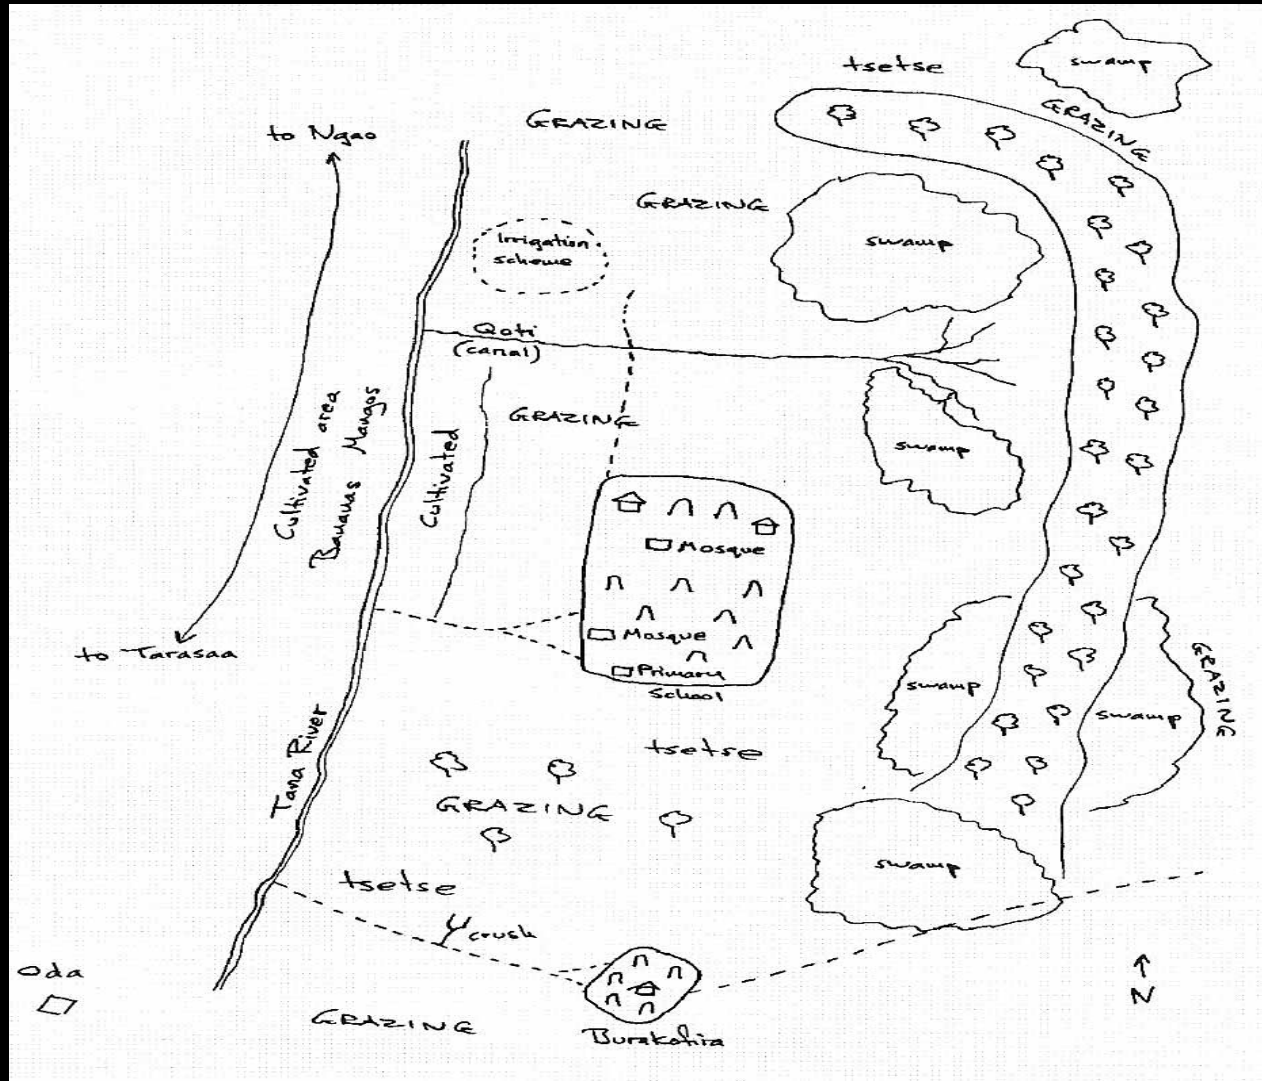 tsetse
swamp
GRAZING
to Ngao
GRAZING
GRAZING
swamp
Irrigation
scheme
Qoti
(canal)
GRAZING
Cultivated area
Bananas Mangos
Cultivated
swamp
Mosque
Mosque
Primary
School
to Tarasaa
swamp
swamp
GRAZING
Tana River
tsetse
GRAZING
tsetse
swamp
crush
Oda
N
GRAZING